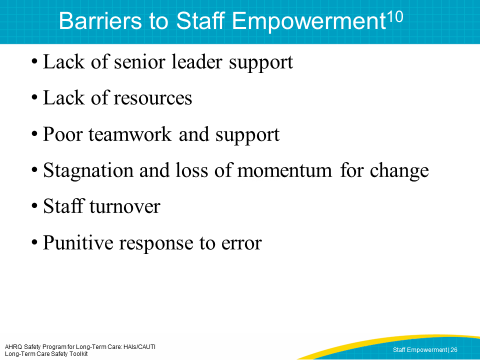 Barriers to Staff Empowerment10
• Lack of senior leader support
• Lack of resources
• Poor teamwork and support
• Stagnation and loss of momentum for change
• Staff turnover
• Punitive response to error
AHRQ Safety Program for Long-Term Care: HAIs/CAUTI
Long-Term Care Safety Toolkit
Staff Empowerment| 26